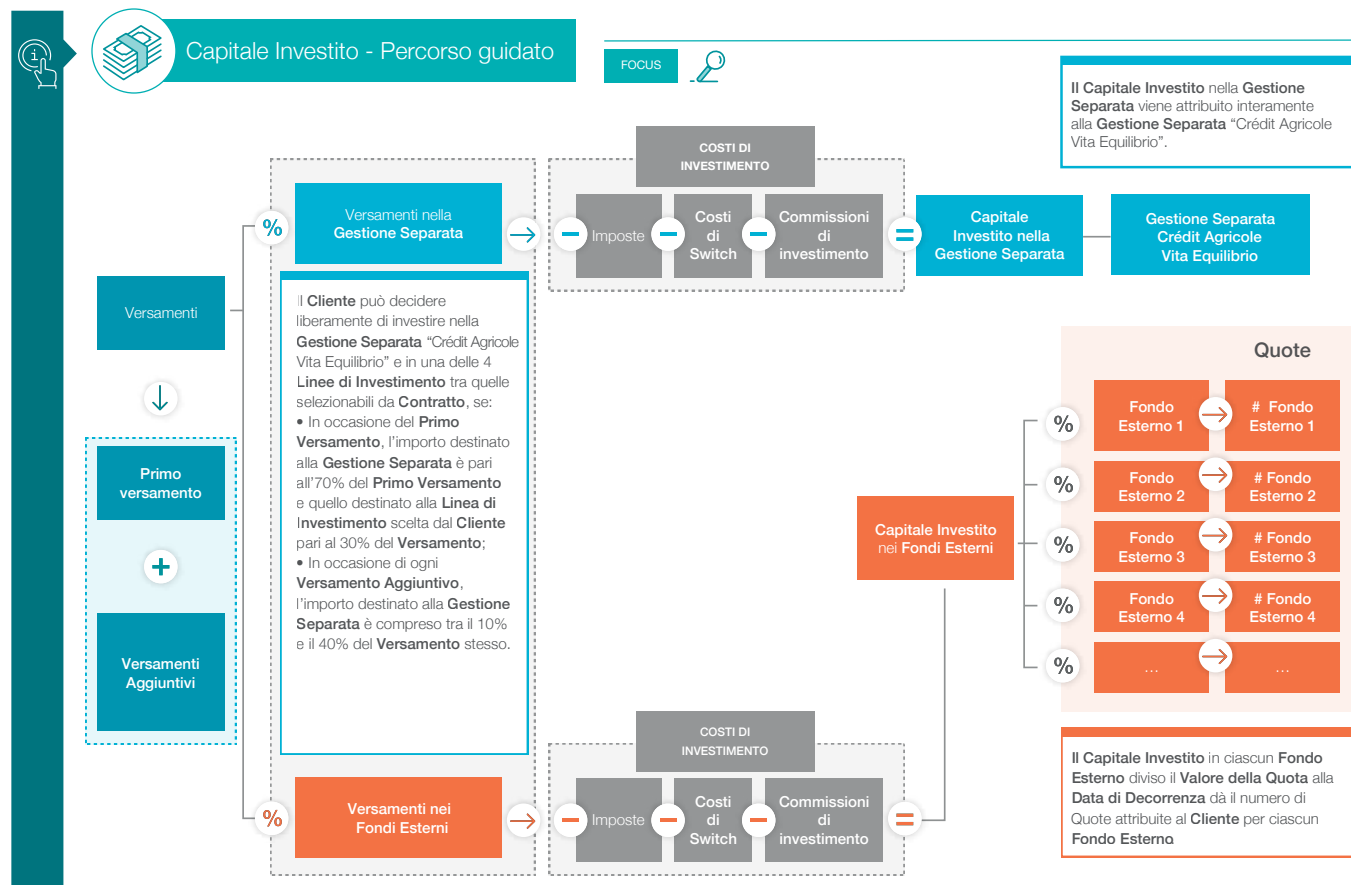 Capitale Investito - Percorso guidato
FOCUS
Il Capitale Investito nella Gestione
Separata viene attribuito interamente
alla Gestione Separata “Crédit Agricole
Vita Equilibrio”.
COSTI DI
INVESTIMENTO
%
Versamenti nella
Gestione Separata
Imposte
Costi
di
Switch
Commissioni
di
investimento
=
Capitale
Investito nella
Gestione Separata
Gestione Separata
Crédit Agricole
Vita Equilibrio
Versamenti
Primo
versamento
+
Versamenti
Aggiuntivi
Il Cliente può decidere
liberamente di investire nella
Gestione Separata “Crédit Agricole
Vita Equilibrio” e in una delle 4
Linee di Investimento tra quelle
selezionabili da Contratto, se:
• In occasione del Primo
Versamento, l’importo destinato
alla Gestione Separata è pari
all’70% del Primo Versamento
e quello destinato alla Linea di
Investimento scelta dal Cliente
pari al 30% del Versamento;
• In occasione di ogni
Versamento Aggiuntivo,
l’importo destinato alla Gestione
Separata è compreso tra il 10%
e il 40% del Versamento stesso.
%
Versamenti nei
Fondi Esterni
COSTI DI
INVESTIMENTO
Imposte
Costi
di
Switch
Commissioni
di
investimento
=
Capitale Investito
nei Fondi Esterni
Quote
%
Fondo
Esterno 1
# Fondo
Esterno 1
%
Fondo
Esterno 2
# Fondo
Esterno 2
%
Fondo
Esterno 3
# Fondo
Esterno 3
%
Fondo
Esterno 4
# Fondo
Esterno 4
%
...
...
Il Capitale Investito in ciascun Fondo
Esterno diviso il Valore della Quota alla
Data di Decorrenza dà il numero di
Quote attribuite al Cliente per ciascun
Fondo Esterno.